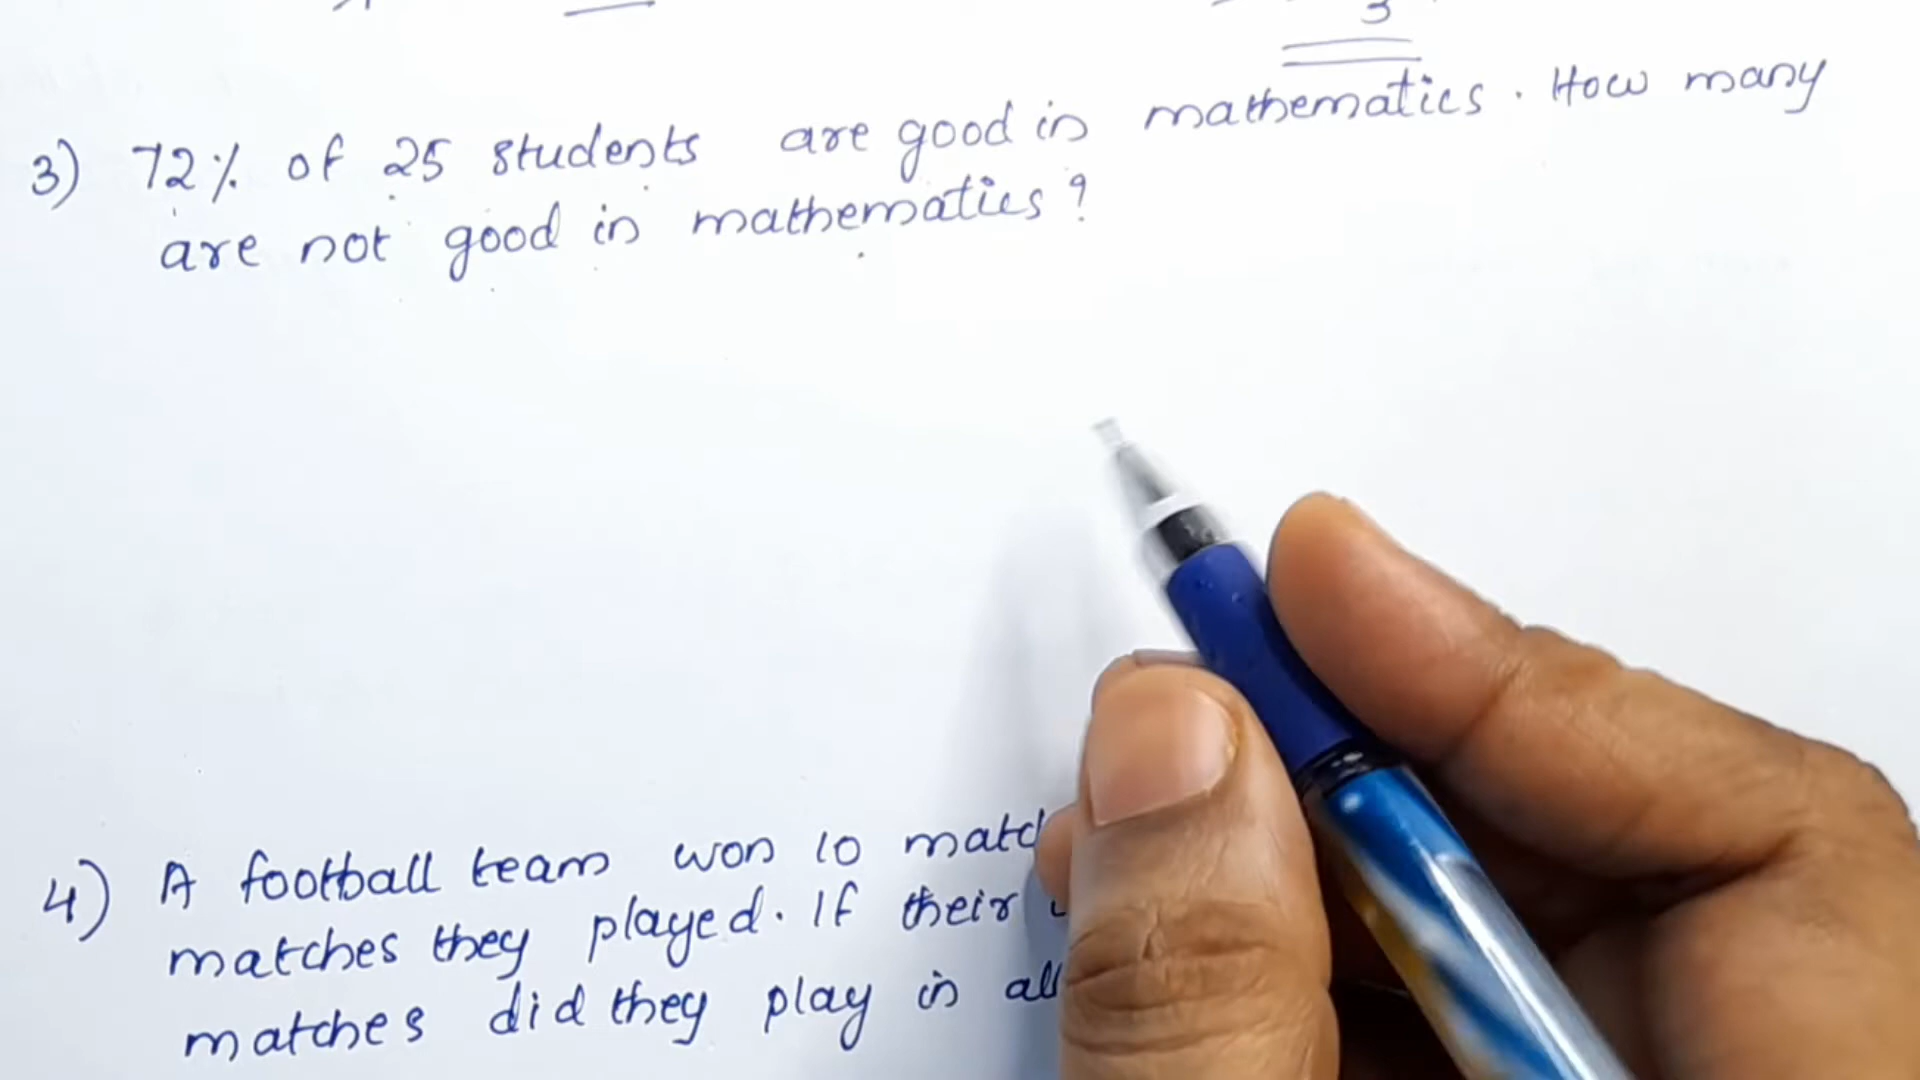 3
3) 72% of 25 students are good in mathematics. How many
are not good in mathematics?
4) A football team won 10
matches they played. If their
matches did they play in all